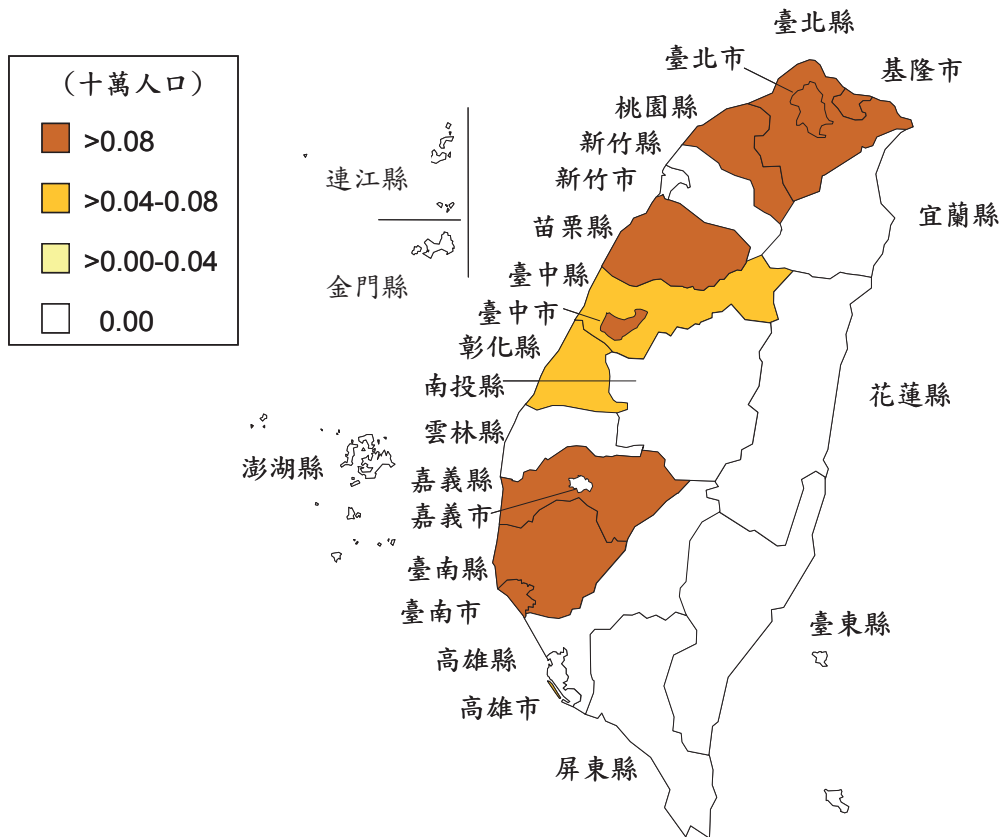 (十萬人口)
>0.08
>0.04-0.08
>0.00-0.04
0.00
臺北縣
臺北市
基隆市
桃園縣
新竹縣
新竹市
連江縣
宜蘭縣
苗栗縣
臺中縣
金門縣
臺中市
彰化縣
南投縣
花蓮縣
雲林縣
澎湖縣
嘉義縣
嘉義市
臺南縣
臺南市
臺東縣
高雄縣
高雄市
屏東縣